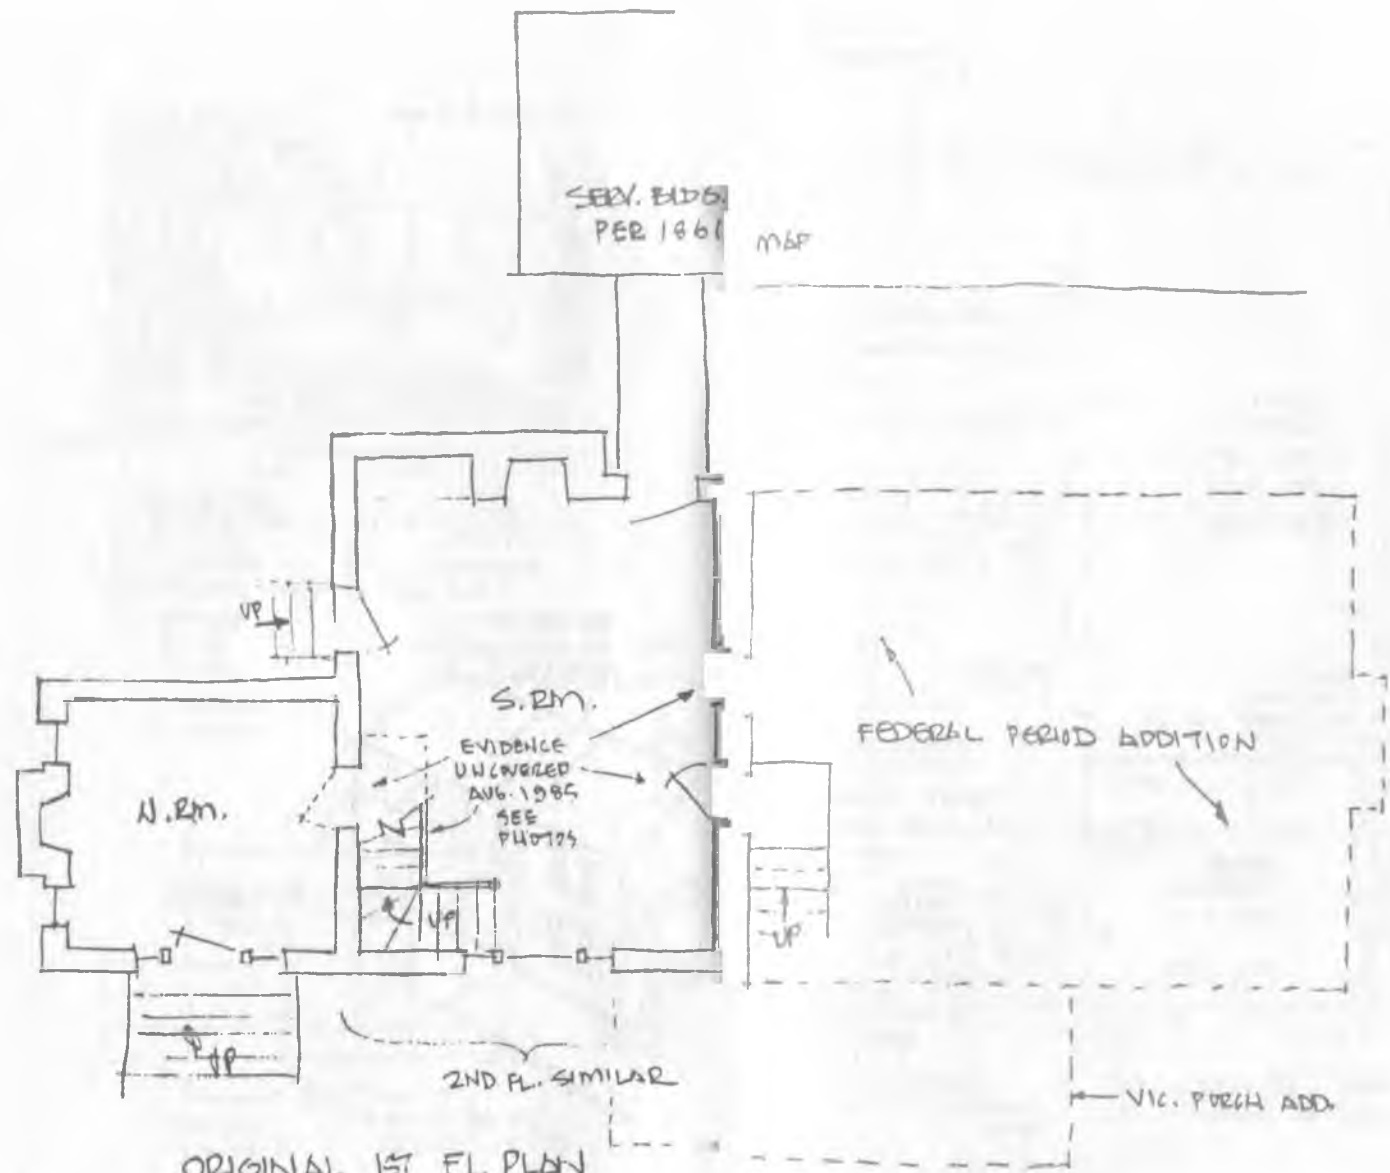 SERV. BLDG.
PER 1861 MAP
UP
S. RM.
EVIDENCE
UNCOVERED
AUG. 1985
SEE
PHOTOS
FEDERAL PERIOD ADDITION
N. RM.
UP
UP
UP
2ND FL. SIMILAR
VIC. PORCH ADD.
ORIGINAL 1ST FL. PLAN